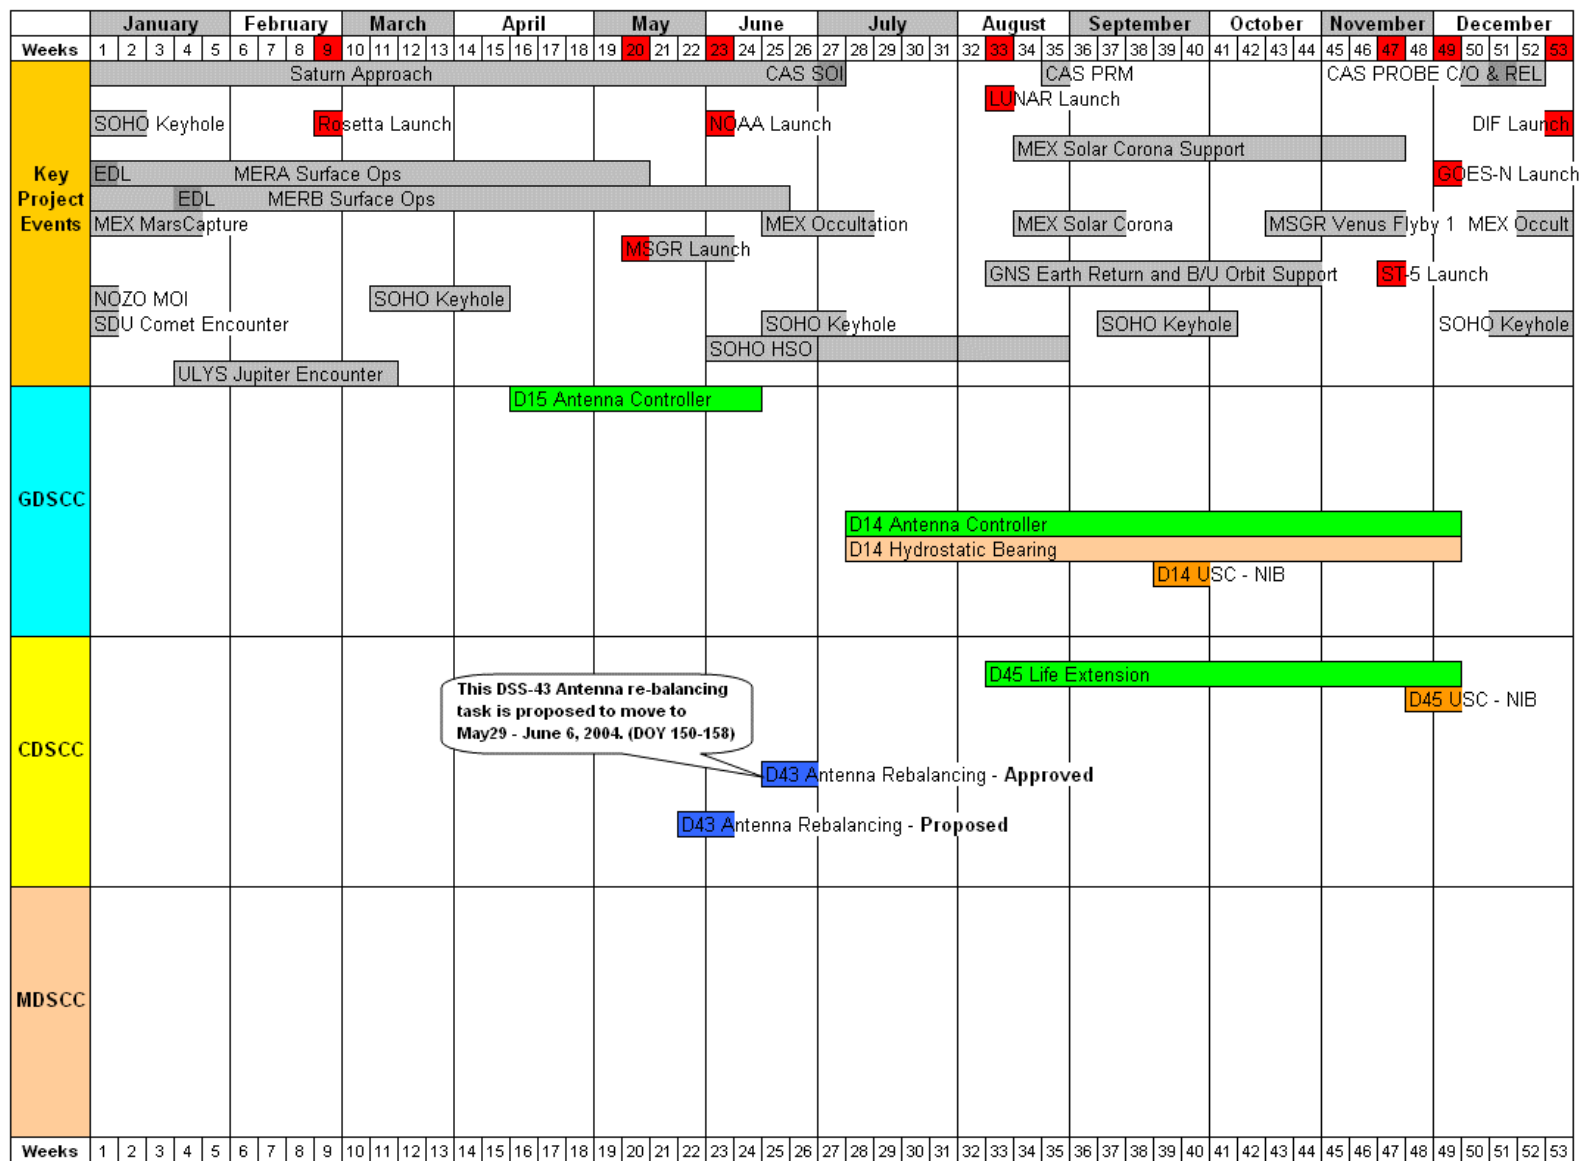 January February March April May June July August September October November December
Weeks 1 2 3 4 5 6 7 8 9 10 11 12 13 14 15 16 17 18 19 20 21 22 23 24 25 26 27 28 29 30 31 32 33 34 35 36 37 38 39 40 41 42 43 44 45 46 47 48 49 50 51 52 53
Key
Project
Events
Saturn Approach CAS SOI CAS PRM CAS PROBE C/O & REL
LUNAR Launch
SOHO Keyhole Rosetta Launch NOAA Launch DIF Launch
MEX Solar Corona Support
EDL MERA Surface Ops GOES-N Launch
EDL MERB Surface Ops
MEX MarsCapture MEX Occultation MEX Solar Corona MSGR Venus Flyby 1 MEX Occult
MSGR Launch
GNS Earth Return and B/U Orbit Support ST-5 Launch
NOZO MOI SOHO Keyhole
SDU Comet Encounter SOHO Keyhole SOHO Keyhole SOHO Keyhole
SOHO HSO
ULYS Jupiter Encounter
GDSCC
D15 Antenna Controller
D14 Antenna Controller
D14 Hydrostatic Bearing
D14 USC - NIB
CDSCC
D45 Life Extension
D45 USC - NIB
This DSS-43 Antenna re-balancing
task is proposed to move to
May29 - June 6, 2004. (DOY 150-158)
D43 Antenna Rebalancing - Approved
D43 Antenna Rebalancing - Proposed
MDSCC
Weeks 1 2 3 4 5 6 7 8 9 10 11 12 13 14 15 16 17 18 19 20 21 22 23 24 25 26 27 28 29 30 31 32 33 34 35 36 37 38 39 40 41 42 43 44 45 46 47 48 49 50 51 52 53